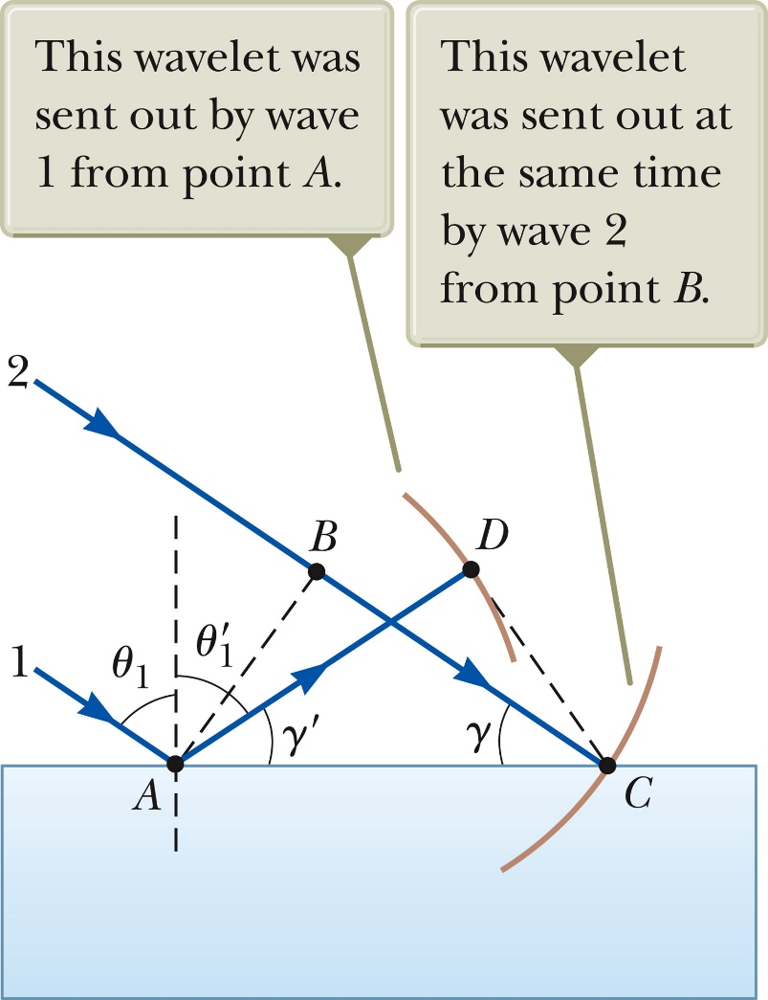 This wavelet was
sent out by wave
1 from point A.
This wavelet
was sent out at
the same time
by wave 2
from point B.
2
B
D
1
θ₁
θ′₁
γ′
γ
A
C